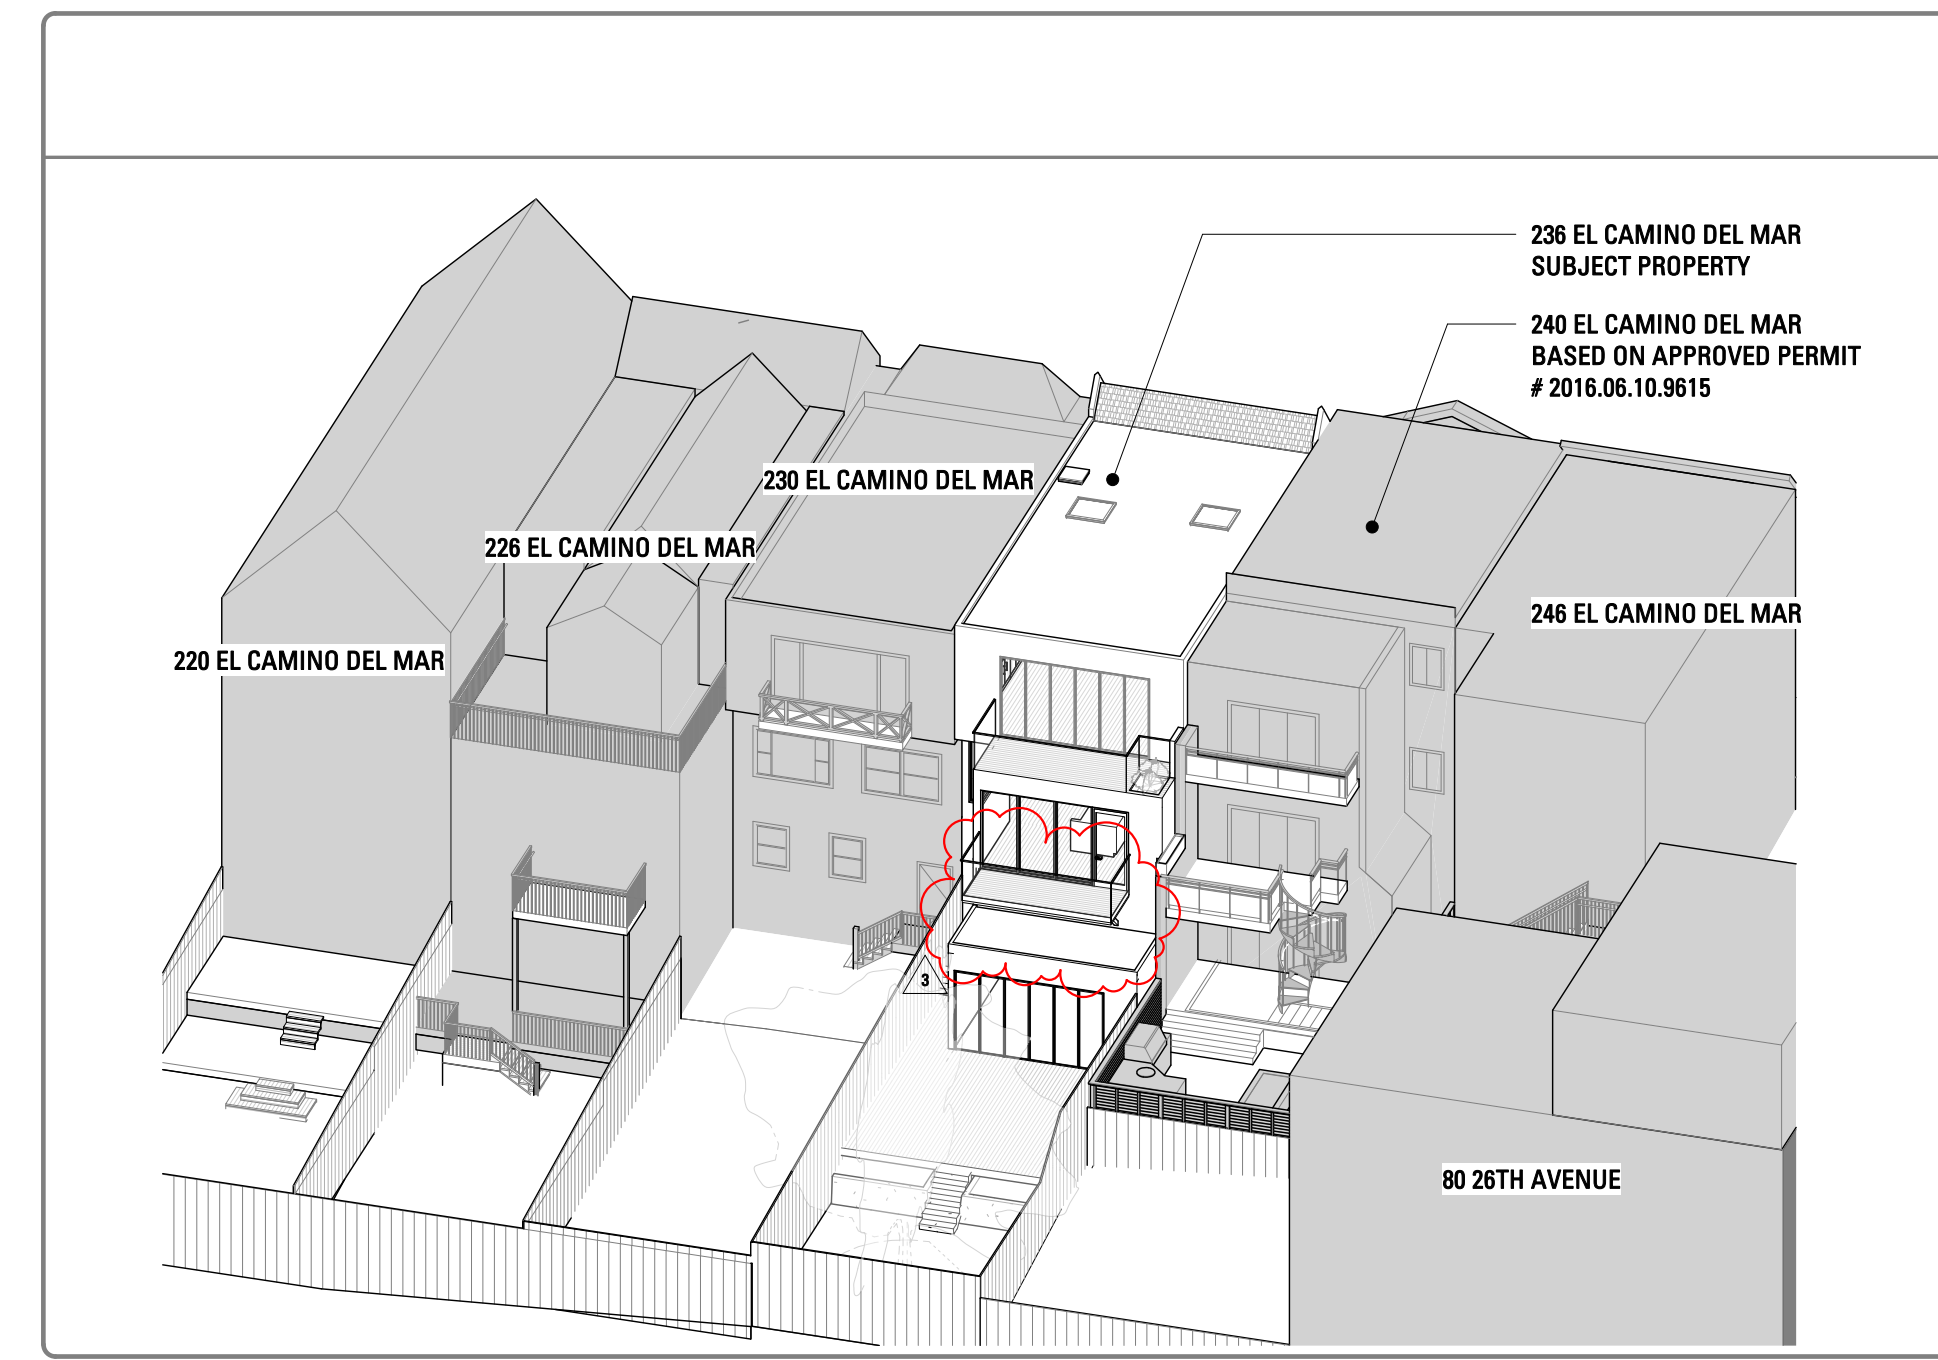 236 EL CAMINO DEL MAR
SUBJECT PROPERTY
240 EL CAMINO DEL MAR
BASED ON APPROVED PERMIT
# 2016.06.10.9615
230 EL CAMINO DEL MAR
226 EL CAMINO DEL MAR
246 EL CAMINO DEL MAR
220 EL CAMINO DEL MAR
3
80 26TH AVENUE